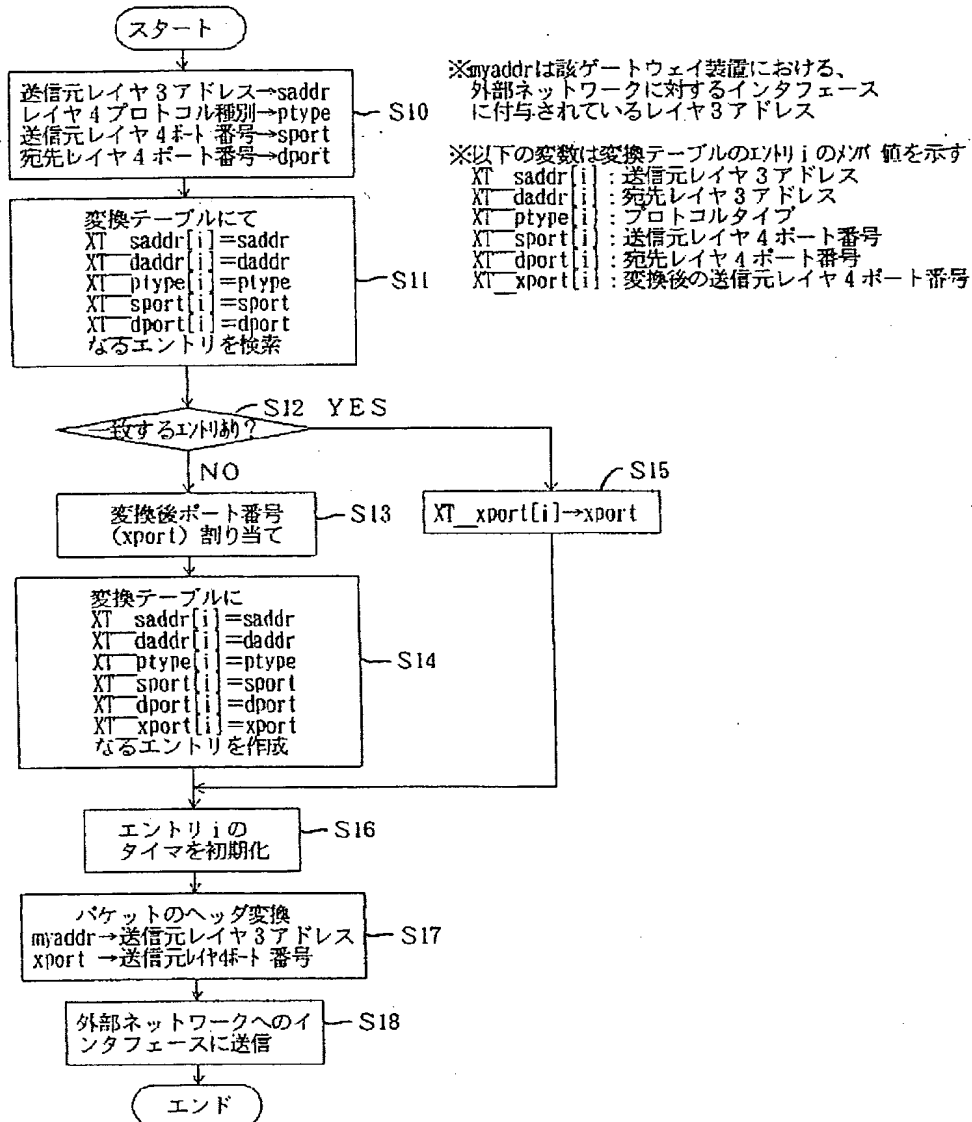 スタート
送信元レイヤ3アドレス→saddr
レイヤ4プロトコル種別→ptype
送信元レイヤ4ポート番号→sport
宛先レイヤ4ポート番号→dport
S10
※myaddrは該ゲートウェイ装置における、
外部ネットワークに対するインタフェース
に付与されているレイヤ3アドレス
※以下の変数は変換テーブルのエントリiのメンバ値を示す
XT_saddr[i]:送信元レイヤ3アドレス
XT_daddr[i]:宛先レイヤ3アドレス
XT_ptype[i]:プロトコルタイプ
XT_sport[i]:送信元レイヤ4ポート番号
XT_dport[i]:宛先レイヤ4ポート番号
XT_xport[i]:変換後の送信元レイヤ4ポート番号
変換テーブルにて
XT_saddr[i]=saddr
XT_daddr[i]=daddr
XT_ptype[i]=ptype
XT_sport[i]=sport
XT_dport[i]=dport
なるエントリを検索
S11
S12 YES
一致するエントリあり?
NO
S15
XT_xport[i]→xport
変換後ポート番号
(xport)割り当て
S13
変換テーブルに
XT_saddr[i]=saddr
XT_daddr[i]=daddr
XT_ptype[i]=ptype
XT_sport[i]=sport
XT_dport[i]=dport
XT_xport[i]=xport
なるエントリを作成
S14
エントリiの
タイマを初期化
S16
パケットのヘッダ変換
myaddr→送信元レイヤ3アドレス
xport→送信元レイヤ4ポート番号
S17
外部ネットワークへのイ
ンタフェースに送信
S18
エンド